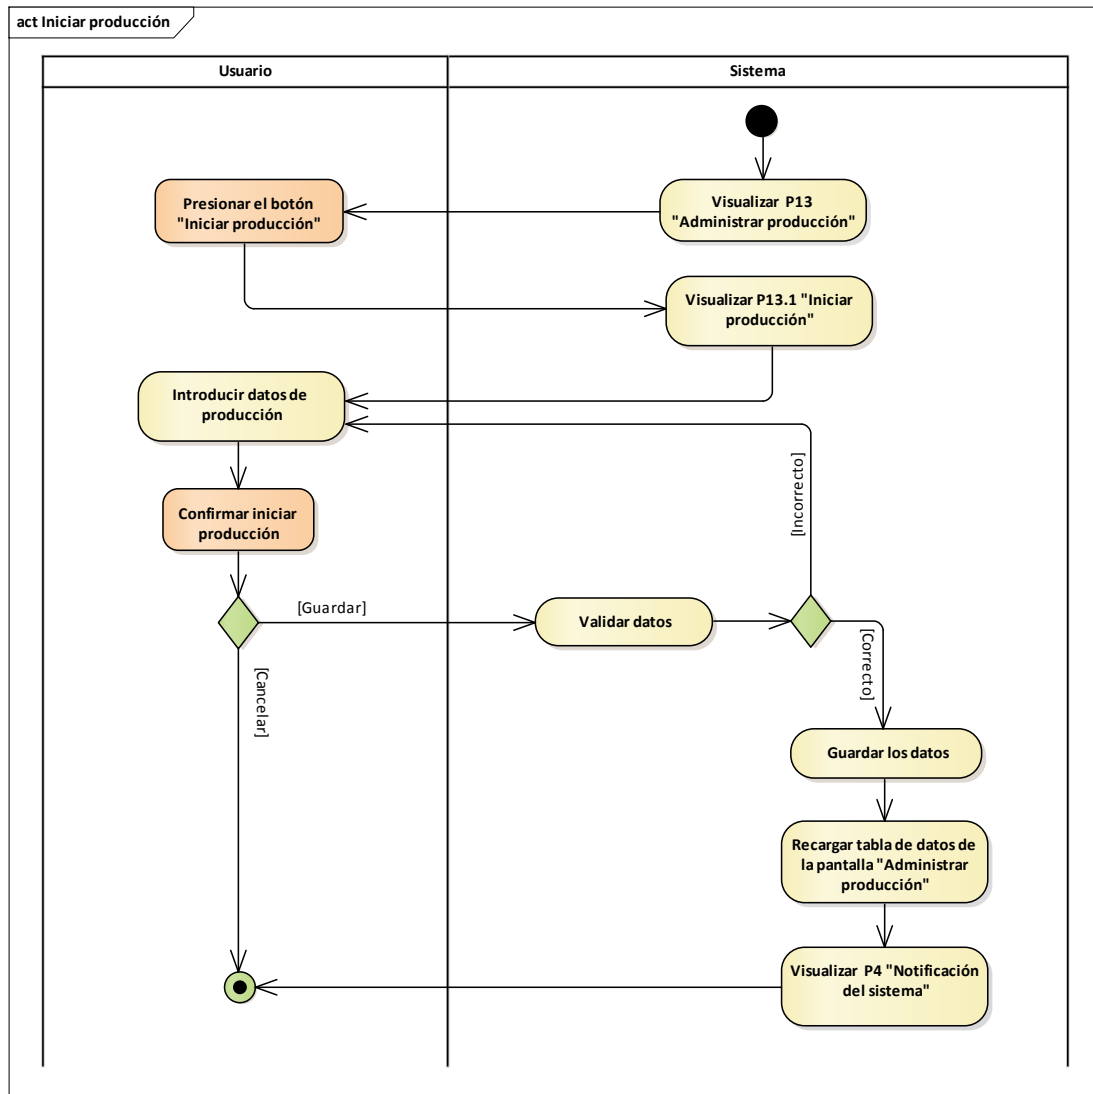 act Iniciar producción
Usuario
Sistema
Presionar el botón
"Iniciar producción"
Visualizar P13
"Administrar producción"
Visualizar P13.1 "Iniciar
producción"
Introducir datos de
producción
Confirmar iniciar
producción
[Incorrecto]
[Guardar]
Validar datos
[Correcto]
[Cancelar]
Guardar los datos
Recargar tabla de datos de
la pantalla "Administrar
producción"
Visualizar P4 "Notificación
del sistema"